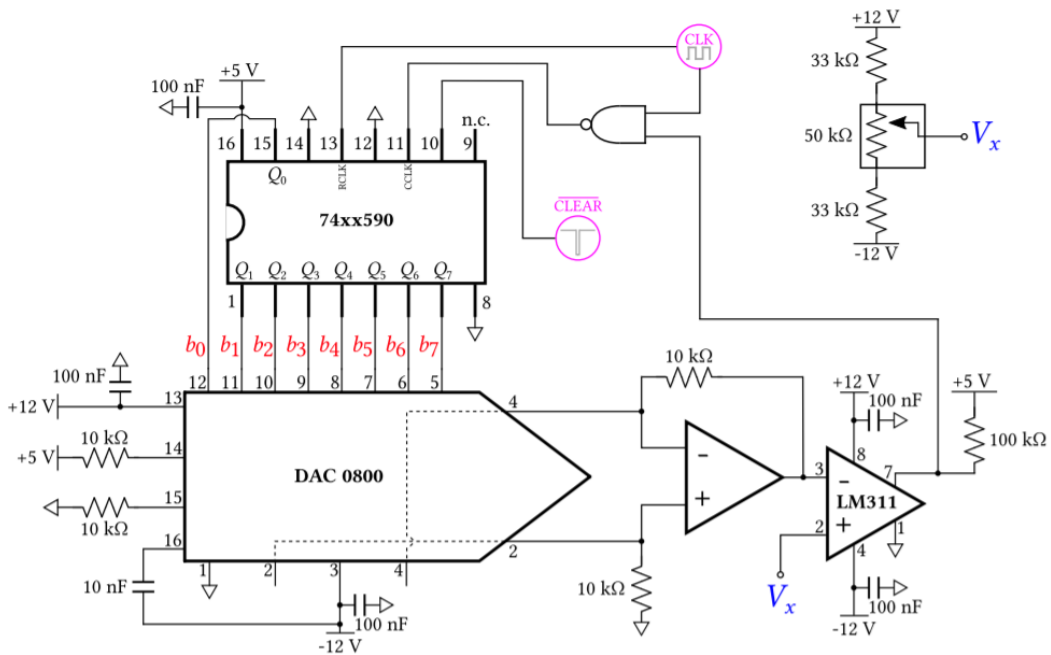 +12 V
CLK
33 kΩ
+5 V
100 nF
n.c.
16 15 14 13 12 11 10 9
50 kΩ
Vₓ
Q₀
RCLK
CCLK
74xx590
CLEAR
33 kΩ
-12 V
Q₁ Q₂ Q₃ Q₄ Q₅ Q₆ Q₇
1
8
b₀ b₁ b₂ b₃ b₄ b₅ b₆ b₇
10 kΩ
100 nF
12 11 10 9 8 7 6 5
+12 V
13
4
+12 V
100 nF
+5 V
10 kΩ
+5 V
14
100 kΩ
8
DAC 0800
-
+
3
-
7
LM311
15
10 kΩ
2
+
1
16
2
4
10 nF
1
2
3
4
10 kΩ
Vₓ
100 nF
100 nF
-12 V
-12 V